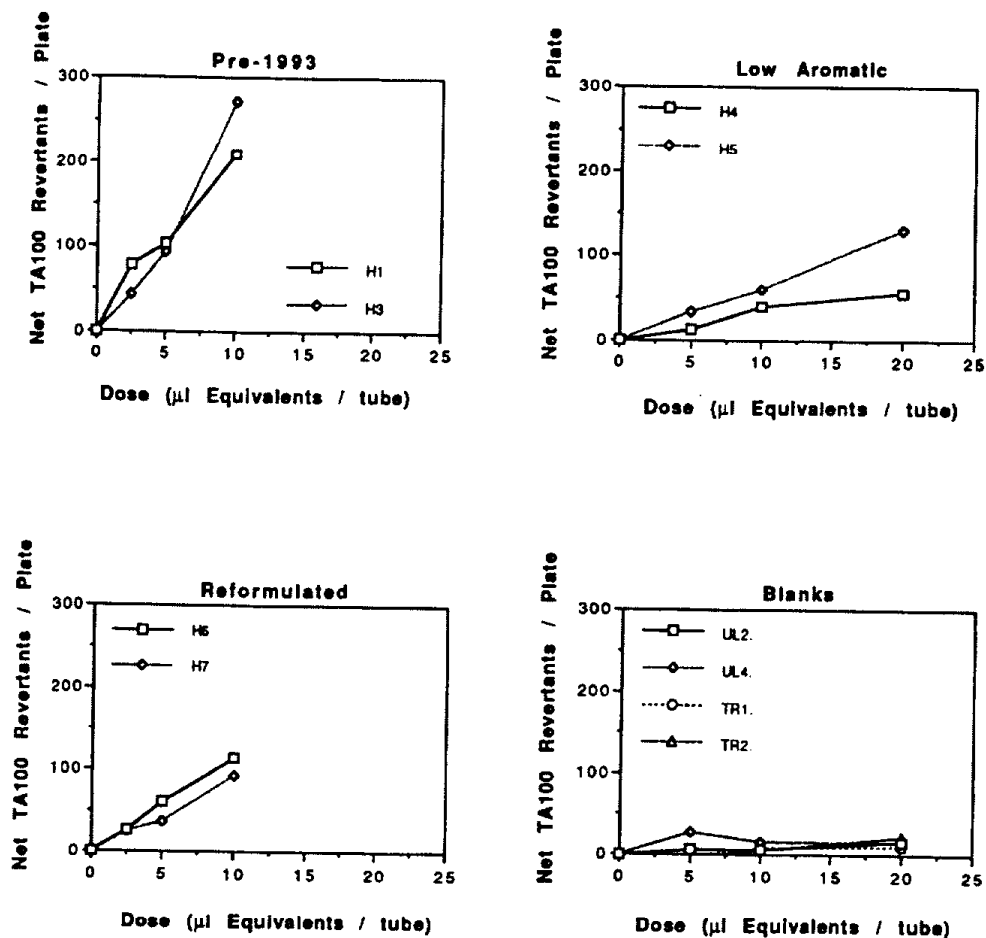 Pre-1993
Net TA100 Revertants / Plate
300
200
100
0
H1
H3
0 5 10 15 20 25
Dose (µl Equivalents / tube)
Low Aromatic
Net TA100 Revertants / Plate
300
200
100
0
H4
H5
0 5 10 15 20 25
Dose (µl Equivalents / tube)
Reformulated
Net TA100 Revertants / Plate
300
200
100
0
H6
H7
0 5 10 15 20 25
Dose (µl Equivalents / tube)
Blanks
Net TA100 Revertants / Plate
300
200
100
0
UL2.
UL4.
TR1.
TR2.
0 5 10 15 20 25
Dose (µl Equivalents / tube)